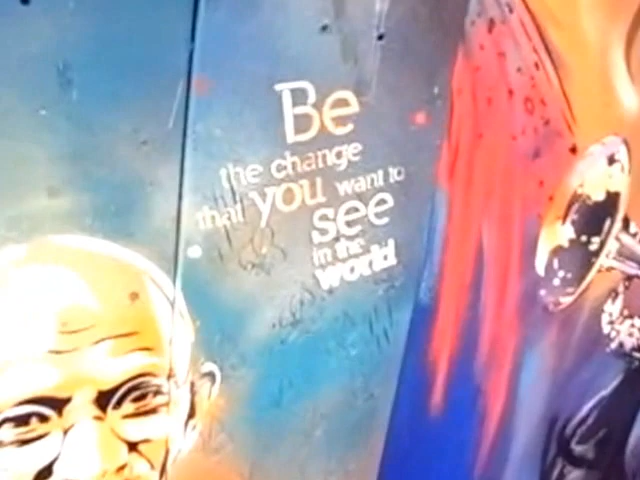 Be
the change
that you want to
see
in the
world